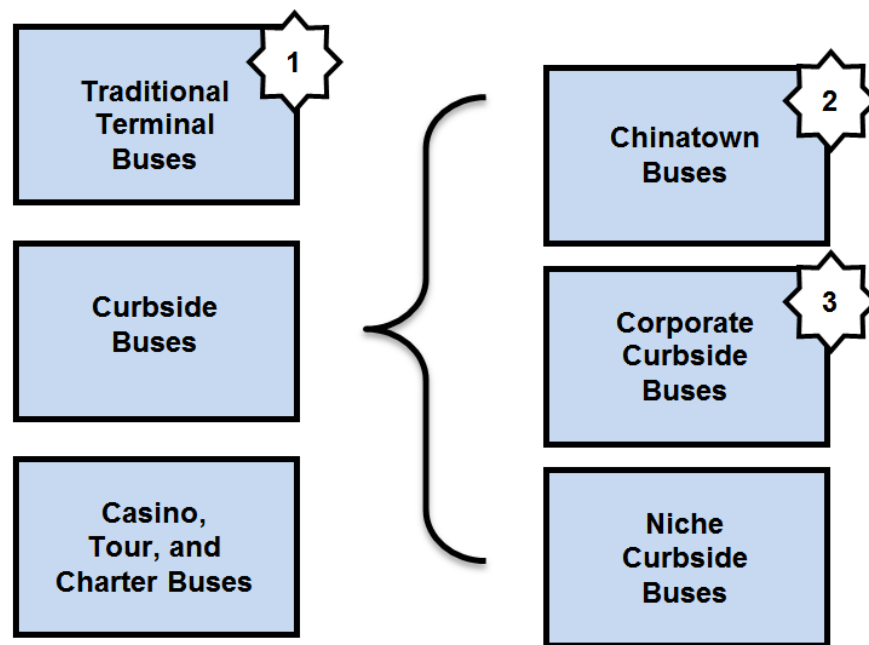 Traditional
Terminal
Buses
1
Curbside
Buses
Casino,
Tour, and
Charter Buses
Chinatown
Buses
2
Corporate
Curbside
Buses
3
Niche
Curbside
Buses